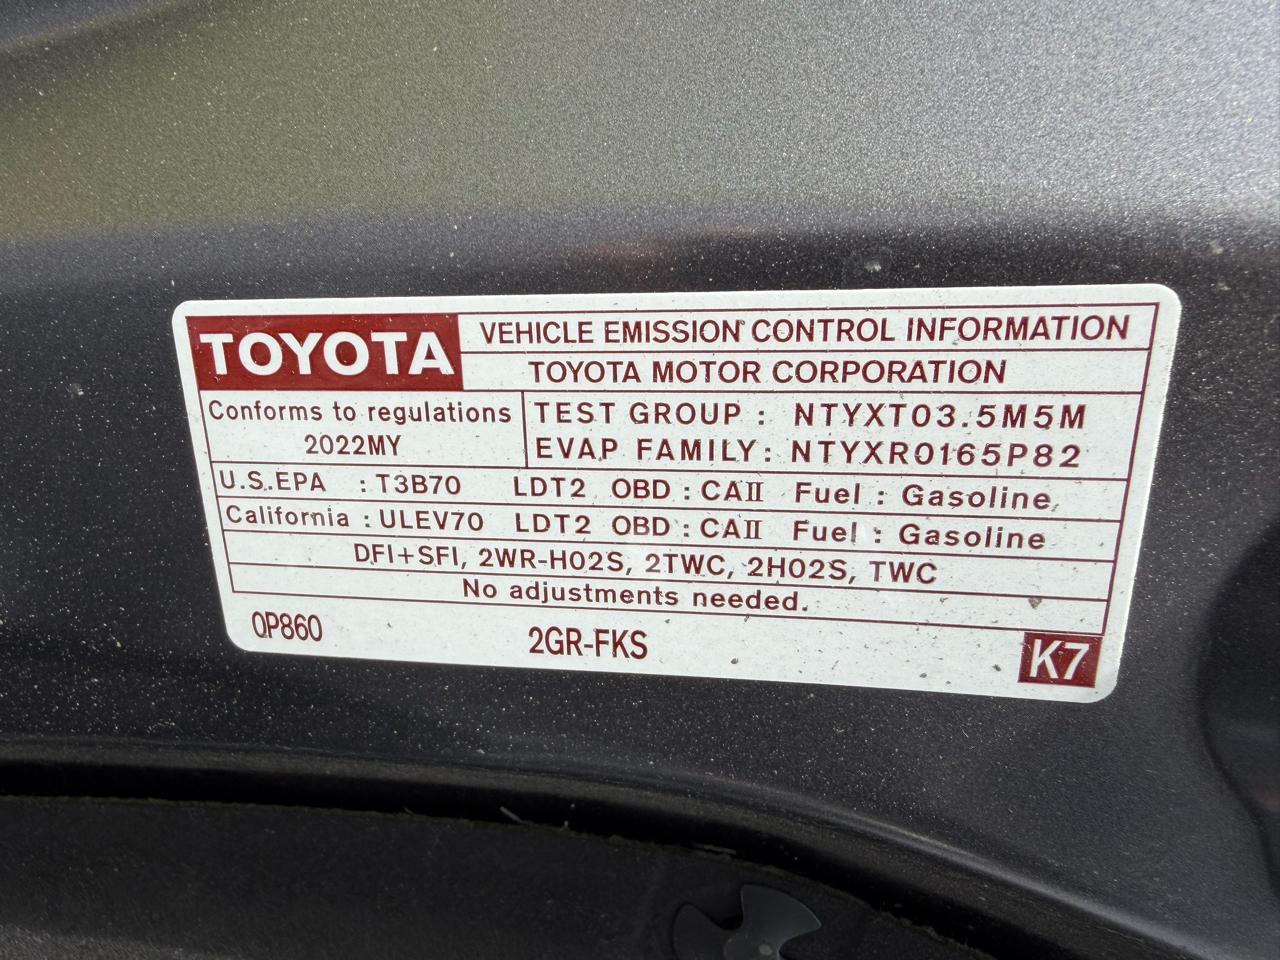 TOYOTA
VEHICLE EMISSION CONTROL INFORMATION
TOYOTA MOTOR CORPORATION
Conforms to regulations
2022MY
TEST GROUP : NTYXT03.5M5M
EVAP FAMILY: NTYXR0165P82
U.S.EPA : T3B70 LDT2 OBD : CAⅡ Fuel : Gasoline
California : ULEV70 LDT2 OBD : CAⅡ Fuel : Gasoline
DFI+SFI, 2WR-HO2S, 2TWC, 2HO2S, TWC
No adjustments needed.
0P860 2GR-FKS K7